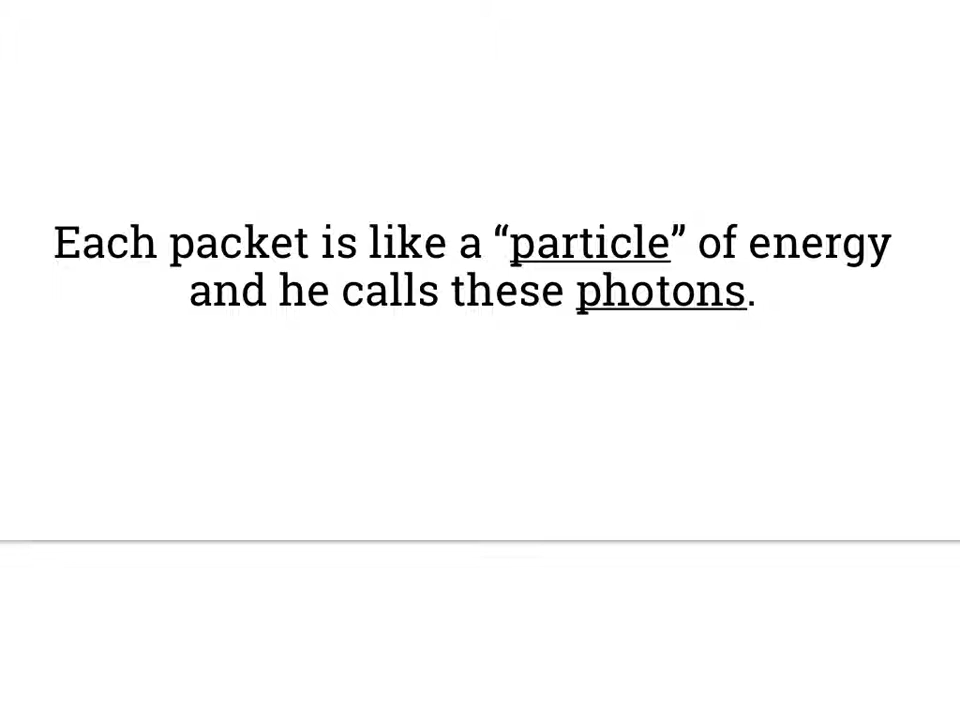 Each packet is like a “particle” of energy
and he calls these photons.